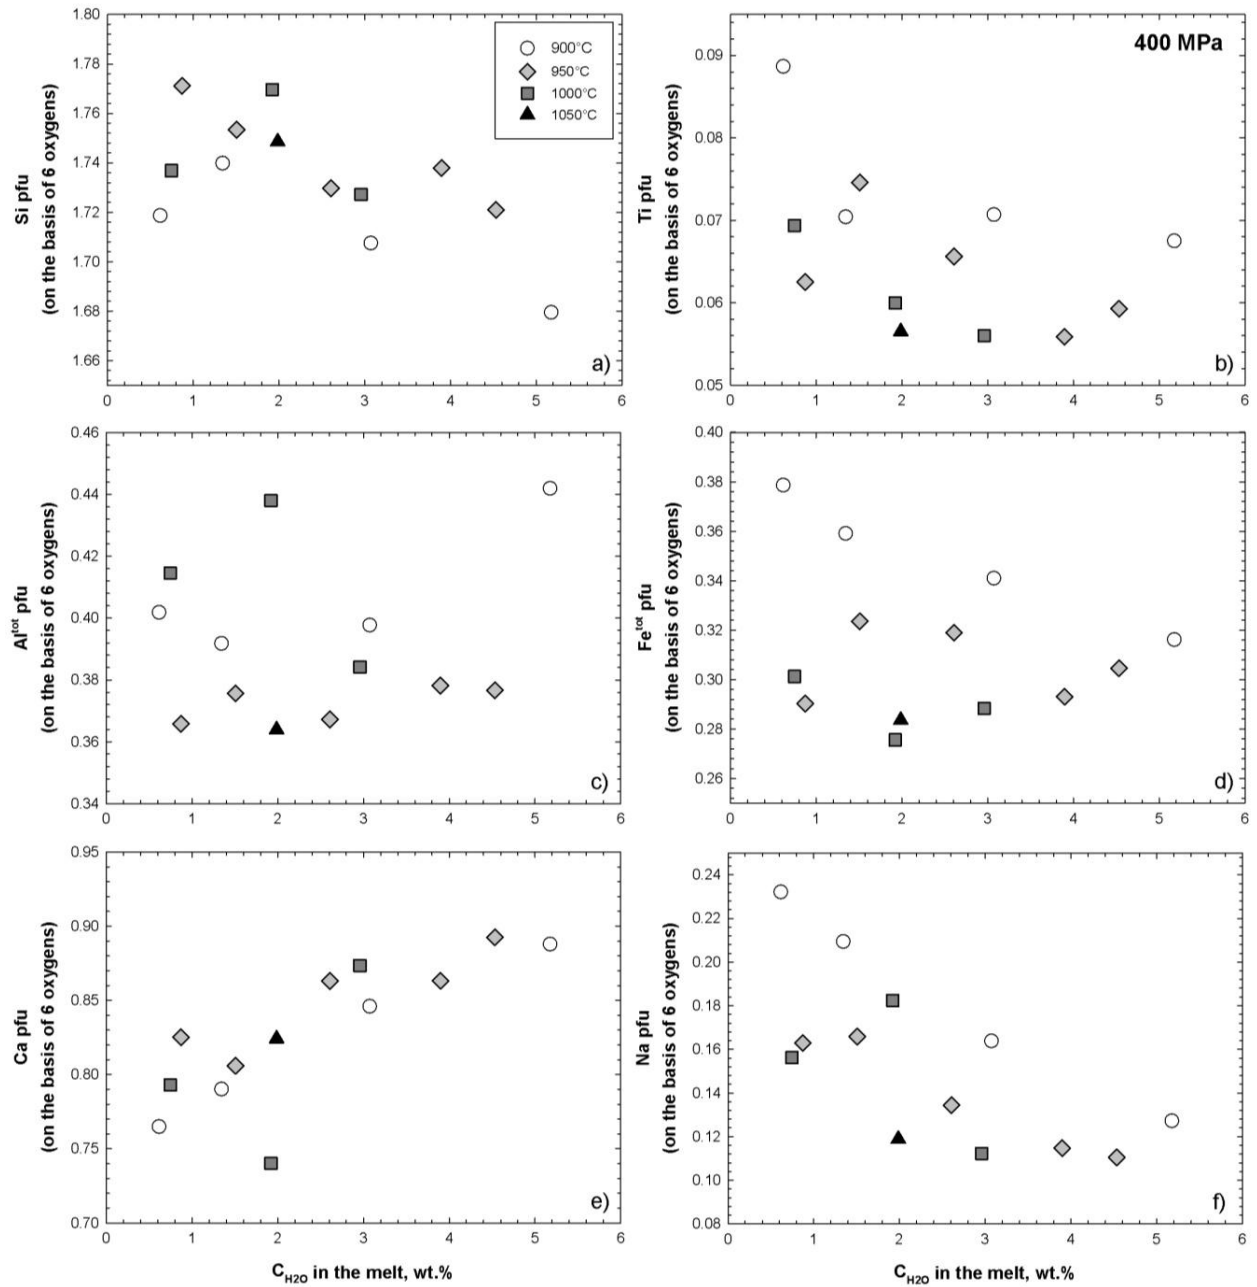 1.80
1.78
1.76
1.74
1.72
1.70
1.68
1.66
Si pfu
(on the basis of 6 oxygens)
900°C
950°C
1000°C
1050°C
a)
0 1 2 3 4 5 6
400 MPa
0.09
0.08
0.07
0.06
0.05
Ti pfu
(on the basis of 6 oxygens)
b)
0 1 2 3 4 5 6
0.46
0.44
0.42
0.40
0.38
0.36
0.34
Al^tot pfu
(on the basis of 6 oxygens)
c)
0 1 2 3 4 5 6
0.40
0.38
0.36
0.34
0.32
0.30
0.28
0.26
Fe^tot pfu
(on the basis of 6 oxygens)
d)
0 1 2 3 4 5 6
0.95
0.90
0.85
0.80
0.75
0.70
Ca pfu
(on the basis of 6 oxygens)
e)
0 1 2 3 4 5 6
C_H2O in the melt, wt.%
0.24
0.22
0.20
0.18
0.16
0.14
0.12
0.10
0.08
Na pfu
(on the basis of 6 oxygens)
f)
0 1 2 3 4 5 6
C_H2O in the melt, wt.%